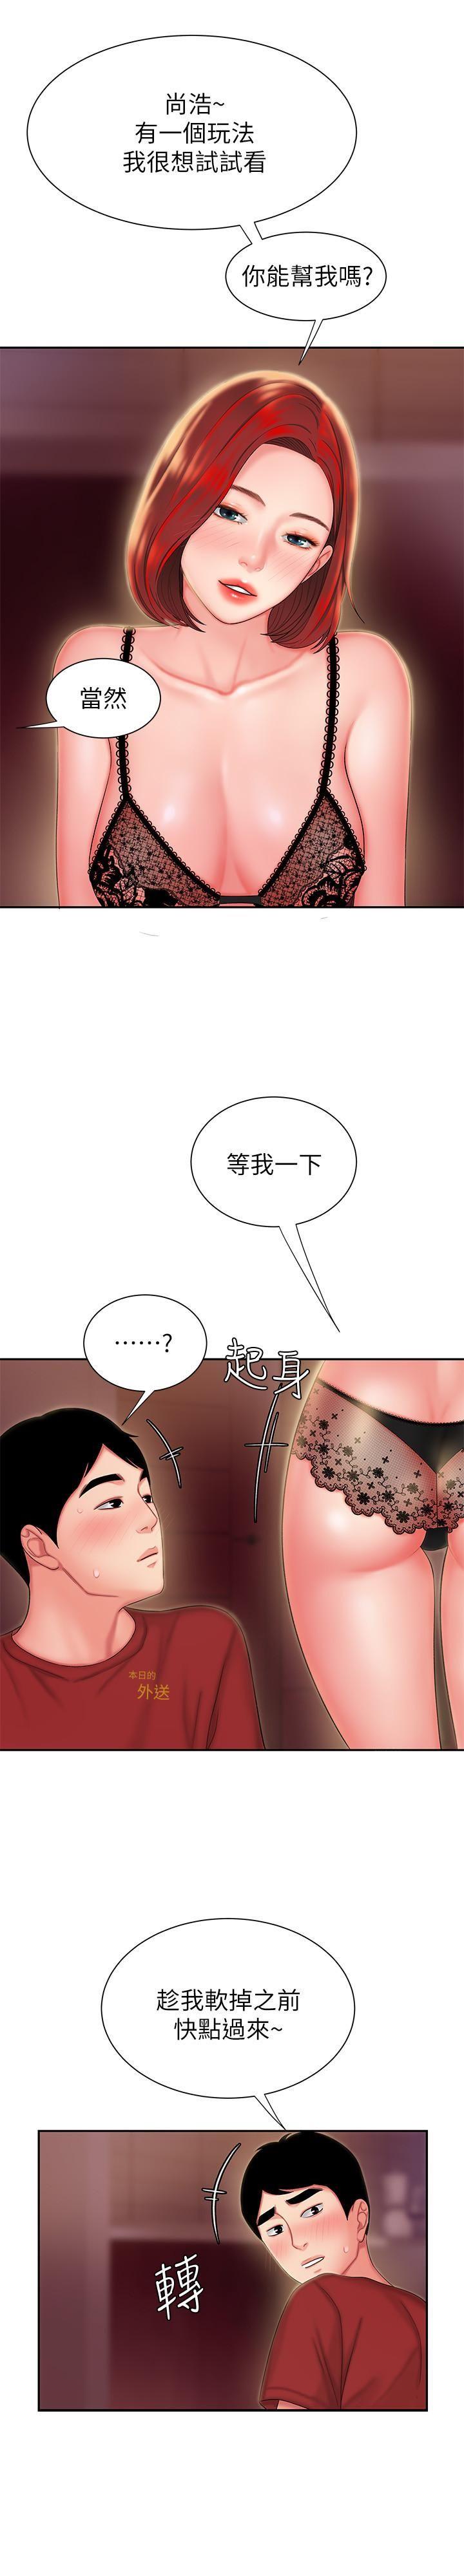 尚浩~
有一個玩法
我很想試試看
你能幫我嗎?
當然
等我一下
……?
起身
本日的
外送
趁我軟掉之前
快點過來~
轉